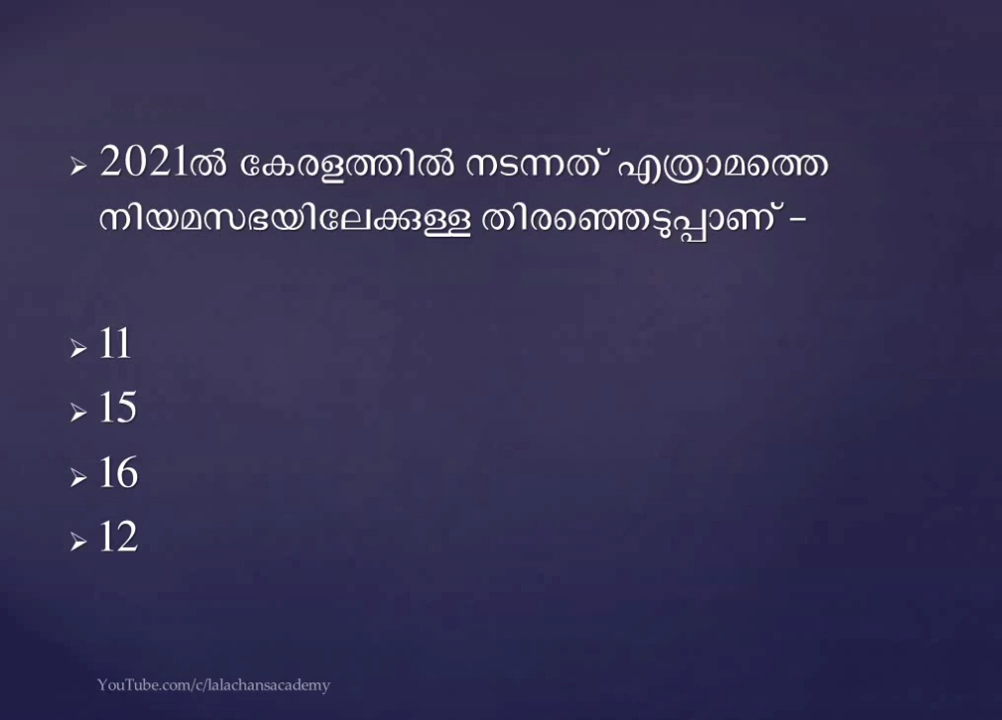 ➢ 2021ൽ കേരളത്തിൽ നടന്നത് എത്രാമത്തെ
നിയമസഭയിലേക്കുള്ള തിരഞ്ഞെടുപ്പാണ് –
➢ 11
➢ 15
➢ 16
➢ 12
YouTube.com/c/lalachansacademy